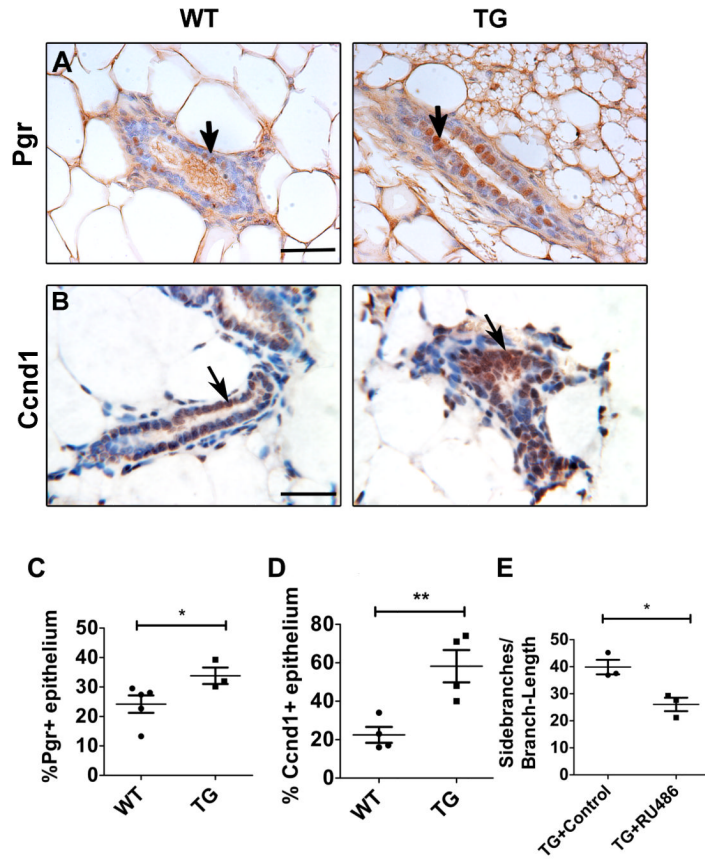 WT TG
A
Pgr
B
Ccnd1
C D E
%Pgr+ epithelium
50
40
30
20
10
0
*
WT TG
% Ccnd1+ epithelium
80
60
40
20
0
**
WT TG
Sidebranches/
Branch-Length
50
40
30
20
10
0
*
TG+Control TG+RU486